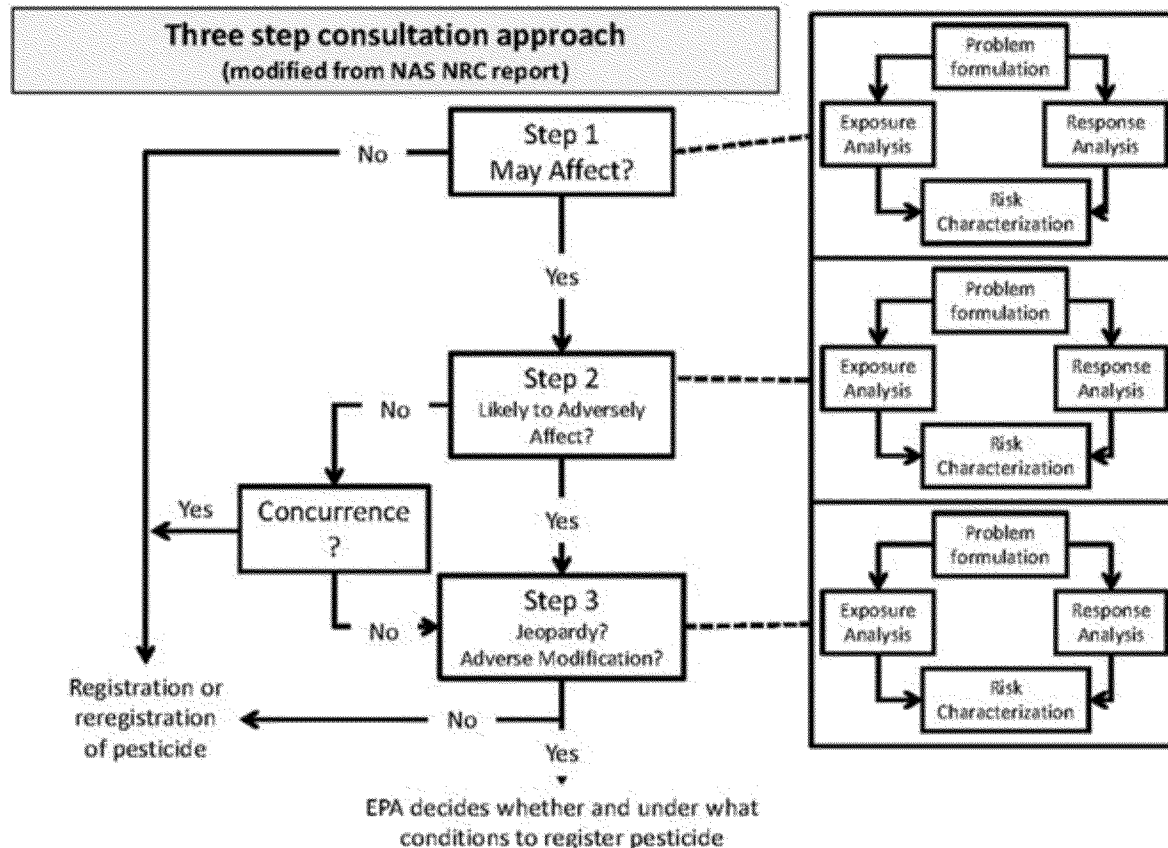 Three step consultation approach
(modified from NAS NRC report)
Step 1
May Affect?
No
Yes
Step 2
Likely to Adversely
Affect?
No
Yes
Concurrence
?
Yes
No
Step 3
Jeopardy?
Adverse Modification?
No
Yes
Registration or
reregistration
of pesticide
EPA decides whether and under what
conditions to register pesticide
Problem
formulation
Exposure
Analysis
Response
Analysis
Risk
Characterization
Problem
formulation
Exposure
Analysis
Response
Analysis
Risk
Characterization
Problem
formulation
Exposure
Analysis
Response
Analysis
Risk
Characterization